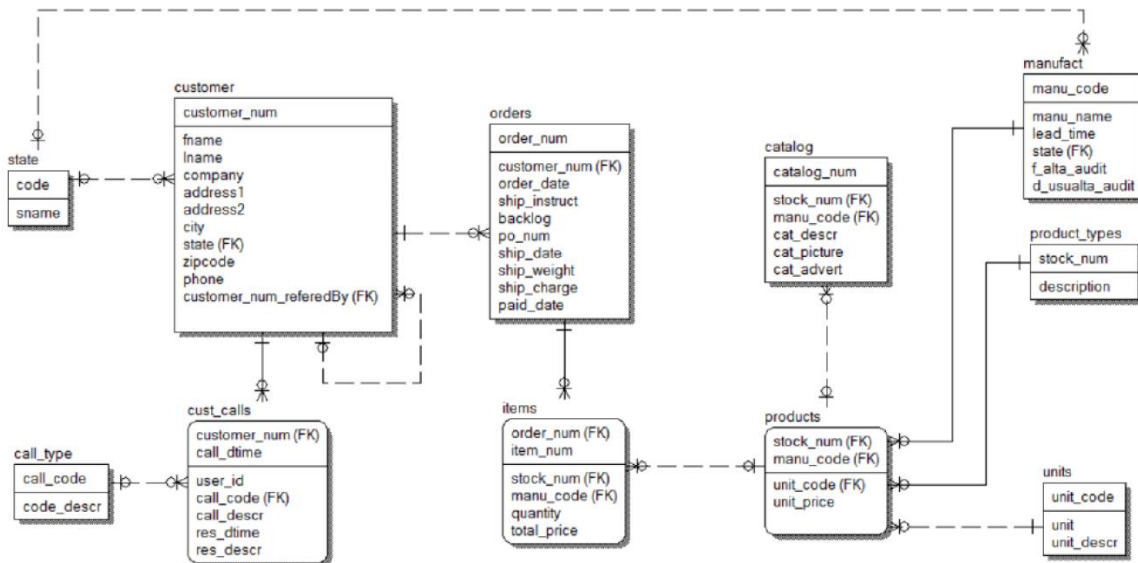 manufact
manu_code
manu_name
lead_time
state (FK)
f_alta_audit
d_usualta_audit
customer
customer_num
fname
lname
company
address1
address2
city
state (FK)
zipcode
phone
customer_num_referedBy (FK)
orders
order_num
customer_num (FK)
order_date
ship_instruct
backlog
po_num
ship_date
ship_weight
ship_charge
paid_date
state
code
sname
catalog
catalog_num
stock_num (FK)
manu_code (FK)
cat_descr
cat_picture
cat_advert
product_types
stock_num
description
cust_calls
customer_num (FK)
call_dtime
user_id
call_code (FK)
call_descr
res_dtime
res_descr
call_type
call_code
code_descr
items
order_num (FK)
item_num
stock_num (FK)
manu_code (FK)
quantity
total_price
products
stock_num (FK)
manu_code (FK)
unit_code (FK)
unit_price
units
unit_code
unit
unit_descr